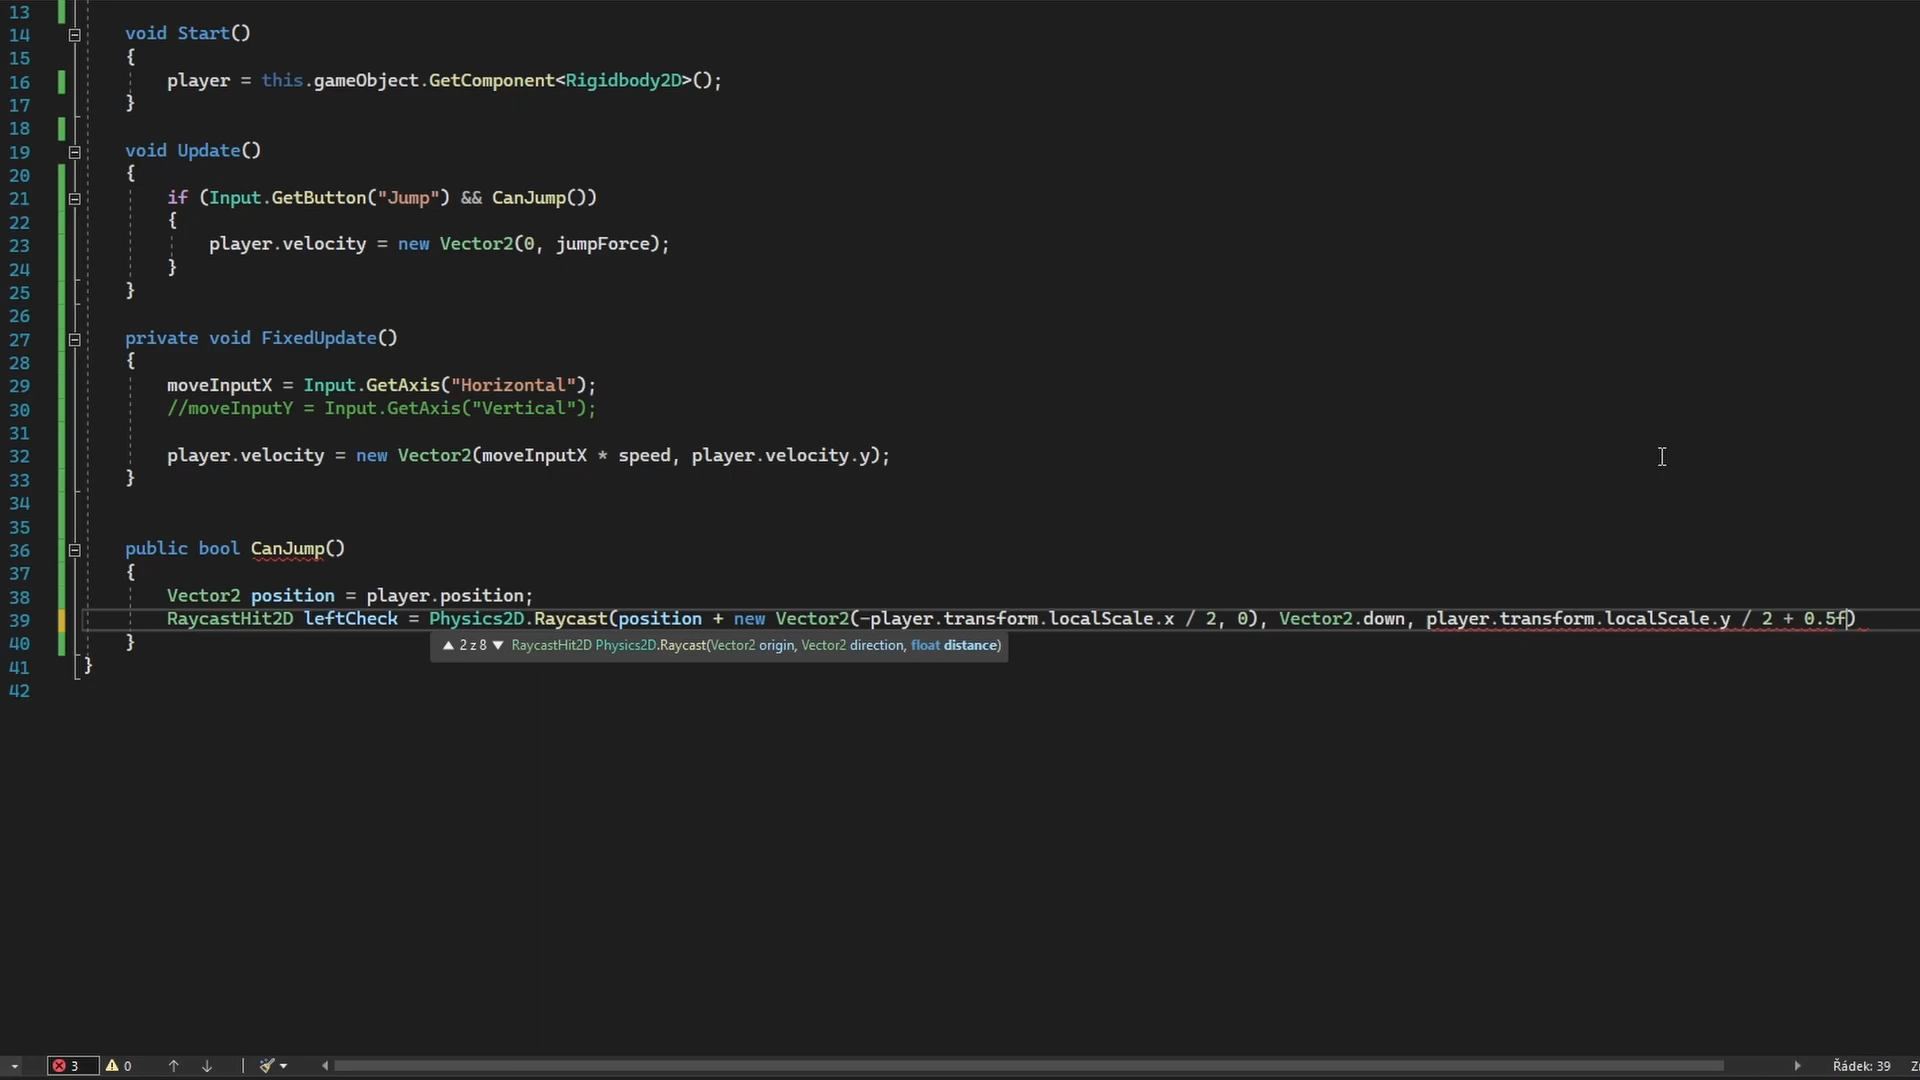 13
14 void Start()
15 {
16 player = this.gameObject.GetComponent<Rigidbody2D>();
17 }
18
19 void Update()
20 {
21 if (Input.GetButton("Jump") && CanJump())
22 {
23 player.velocity = new Vector2(0, jumpForce);
24 }
25 }
26
27 private void FixedUpdate()
28 {
29 moveInputX = Input.GetAxis("Horizontal");
30 //moveInputY = Input.GetAxis("Vertical");
31
32 player.velocity = new Vector2(moveInputX * speed, player.velocity.y);
33 }
34
35
36 public bool CanJump()
37 {
38 Vector2 position = player.position;
39 RaycastHit2D leftCheck = Physics2D.Raycast(position + new Vector2(-player.transform.localScale.x / 2, 0), Vector2.down, player.transform.localScale.y / 2 + 0.5f)
40 }
▲ 2 z 8 ▼ RaycastHit2D Physics2D.Raycast(Vector2 origin, Vector2 direction, float distance)
41 }
42
3 0 Řádek: 39